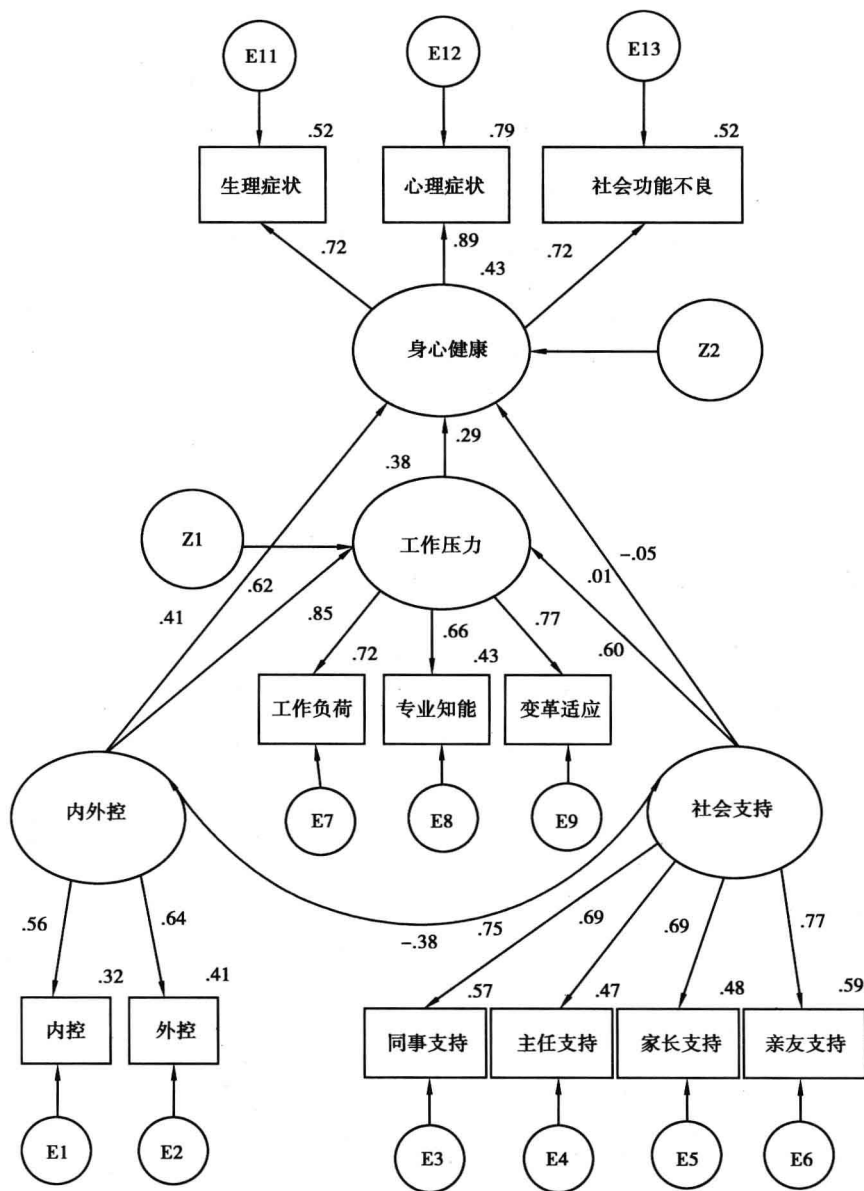 E11
E12
E13
.52
.79
.52
生理症状
心理症状
社会功能不良
.72
.89
.72
.43
身心健康
Z2
.29
.38
Z1
工作压力
-.05
.01
.62
.41
.85
.66
.77
.60
.72
.43
工作负荷
专业知能
变革适应
内外控
E7
E8
E9
社会支持
.56
.64
-.38
.75
.69
.69
.77
.32
.41
.57
.47
.48
.59
内控
外控
同事支持
主任支持
家长支持
亲友支持
E1
E2
E3
E4
E5
E6